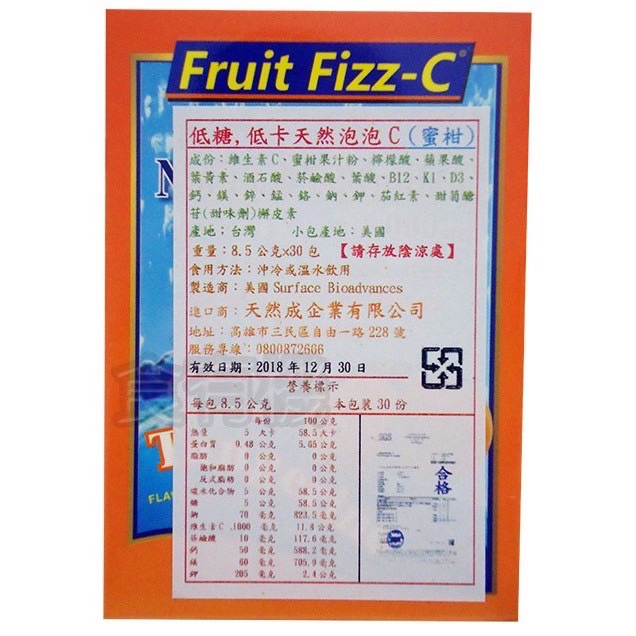 Fruit Fizz-C®
低糖,低卡天然泡泡C(蜜柑)
成份:維生素C、蜜柑果汁粉、檸檬酸、蘋果酸、
葉黃素、酒石酸、菸鹼酸、葉酸、B12、K1、D3、
鈣、鎂、鋅、錳、鉻、鈉、鉀、茄紅素、甜菊醣
苷(甜味劑)檞皮素
產地:台灣 小包產地:美國
重量:8.5公克x30包 【請存放陰涼處】
食用方法:沖冷或溫水飲用
製造商:美國 Surface Bioadvances
進口商:天然成企業有限公司
地址:高雄市三民區自由一路228號
服務專線:0800872666
有效日期:2018年12月30日
營養標示
每包8.5公克 本包裝30份
每份 100公克
熱量 5 大卡 58.5大卡
蛋白質 0.48 公克 5.65公克
脂肪 0 公克 0公克
飽和脂肪 0 公克 0公克
反式脂肪 0 公克 0公克
碳水化合物 5 公克 58.5公克
糖 5 公克 58.5公克
鈉 70 毫克 823.5毫克
維生素C 1000 毫克 11.8公克
菸鹼酸 10 毫克 117.6毫克
鈣 50 毫克 588.2毫克
鎂 60 毫克 705.9毫克
鉀 205 毫克 2.4公克
SGS
合格
N
T
FLA